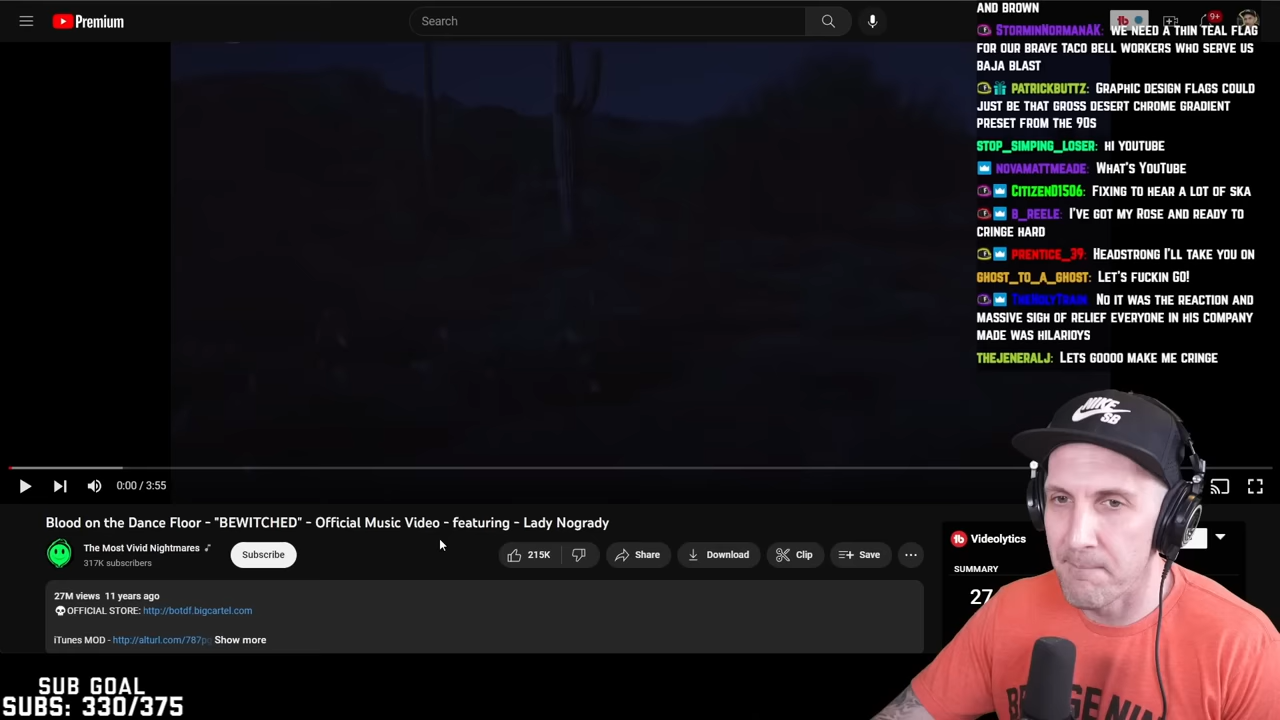 Premium
Search
9+
AND BROWN
STORMINNORMANAK: WE NEED A THIN TEAL FLAG
FOR OUR BRAVE TACO BELL WORKERS WHO SERVE US
BAJA BLAST
PATRICKBUTTZ: GRAPHIC DESIGN FLAGS COULD
JUST BE THAT GROSS DESERT CHROME GRADIENT
PRESET FROM THE 90S
STOP_SIMPING_LOSER: HI YOUTUBE
NOVAMATTMEADE: WHAT'S YOUTUBE
CITIZEN01506: FIXING TO HEAR A LOT OF SKA
B_REELE: I'VE GOT MY ROSE AND READY TO
CRINGE HARD
PRENTICE_39: HEADSTRONG I'LL TAKE YOU ON
GHOST_TO_A_GHOST: LET'S FUCKIN GO!
THEHOLYTRAIN: NO IT WAS THE REACTION AND
MASSIVE SIGH OF RELIEF EVERYONE IN HIS COMPANY
MADE WAS HILARIOYS
THEJENERALJ: LETS GOOOO MAKE ME CRINGE
NIKE
SB
0:00 / 3:55
Blood on the Dance Floor - "BEWITCHED" - Official Music Video - featuring - Lady Nogrady
The Most Vivid Nightmares
317K subscribers
Subscribe
215K
Share
Download
Clip
Save
Videolytics
SUMMARY
27
27M views 11 years ago
OFFICIAL STORE: http://botdf.bigcartel.com
iTunes MOD - http://alturl.com/787p
Show more
SUB GOAL
SUBS: 330/375